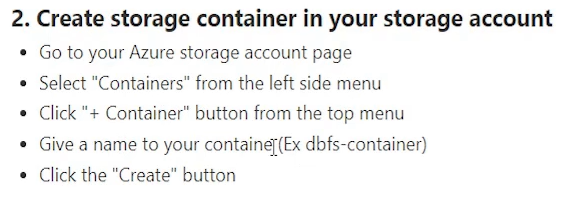 2. Create storage container in your storage account
• Go to your Azure storage account page
• Select "Containers" from the left side menu
• Click "+ Container" button from the top menu
• Give a name to your container(Ex dbfs-container)
• Click the "Create" button